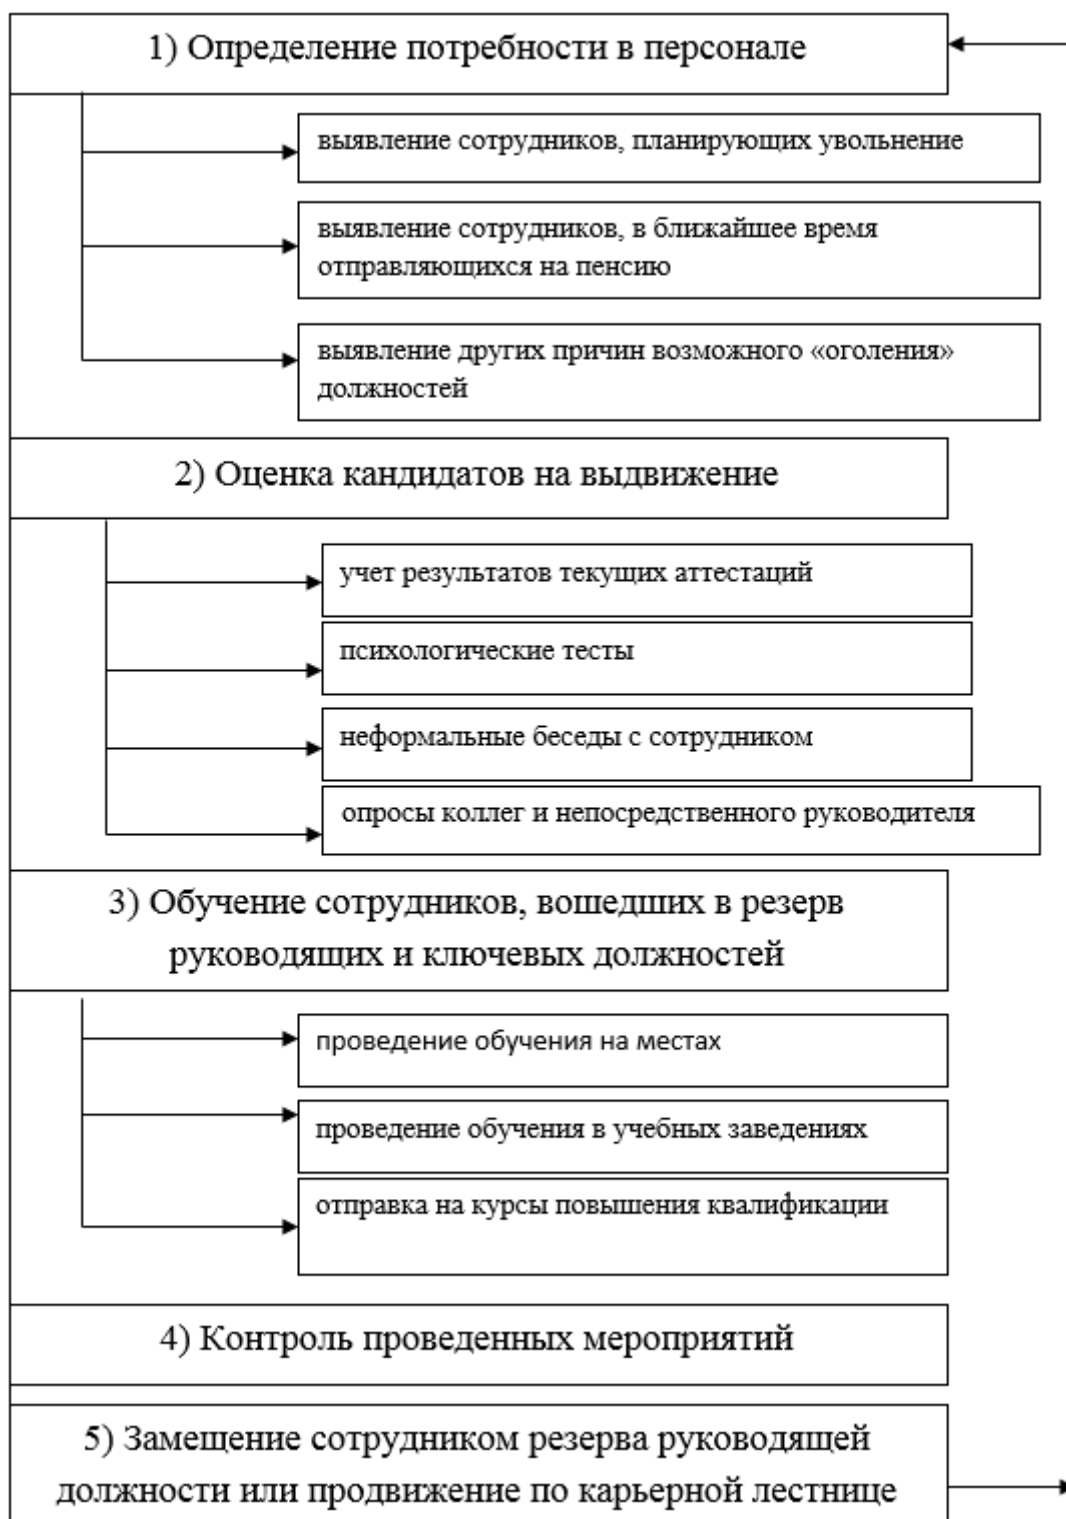 1) Определение потребности в персонале
выявление сотрудников, планирующих увольнение
выявление сотрудников, в ближайшее время
отправляющихся на пенсию
выявление других причин возможного «оголения»
должностей
2) Оценка кандидатов на выдвижение
учет результатов текущих аттестаций
психологические тесты
неформальные беседы с сотрудником
опросы коллег и непосредственного руководителя
3) Обучение сотрудников, вошедших в резерв
руководящих и ключевых должностей
проведение обучения на местах
проведение обучения в учебных заведениях
отправка на курсы повышения квалификации
4) Контроль проведенных мероприятий
5) Замещение сотрудником резерва руководящей
должности или продвижение по карьерной лестнице